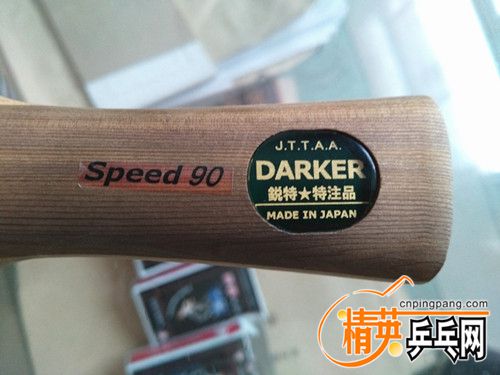 Speed 90
J.T.T.A.A.
DARKER
鋭特★特注品
MADE IN JAPAN
cnpingpang.com
精英乒乓网